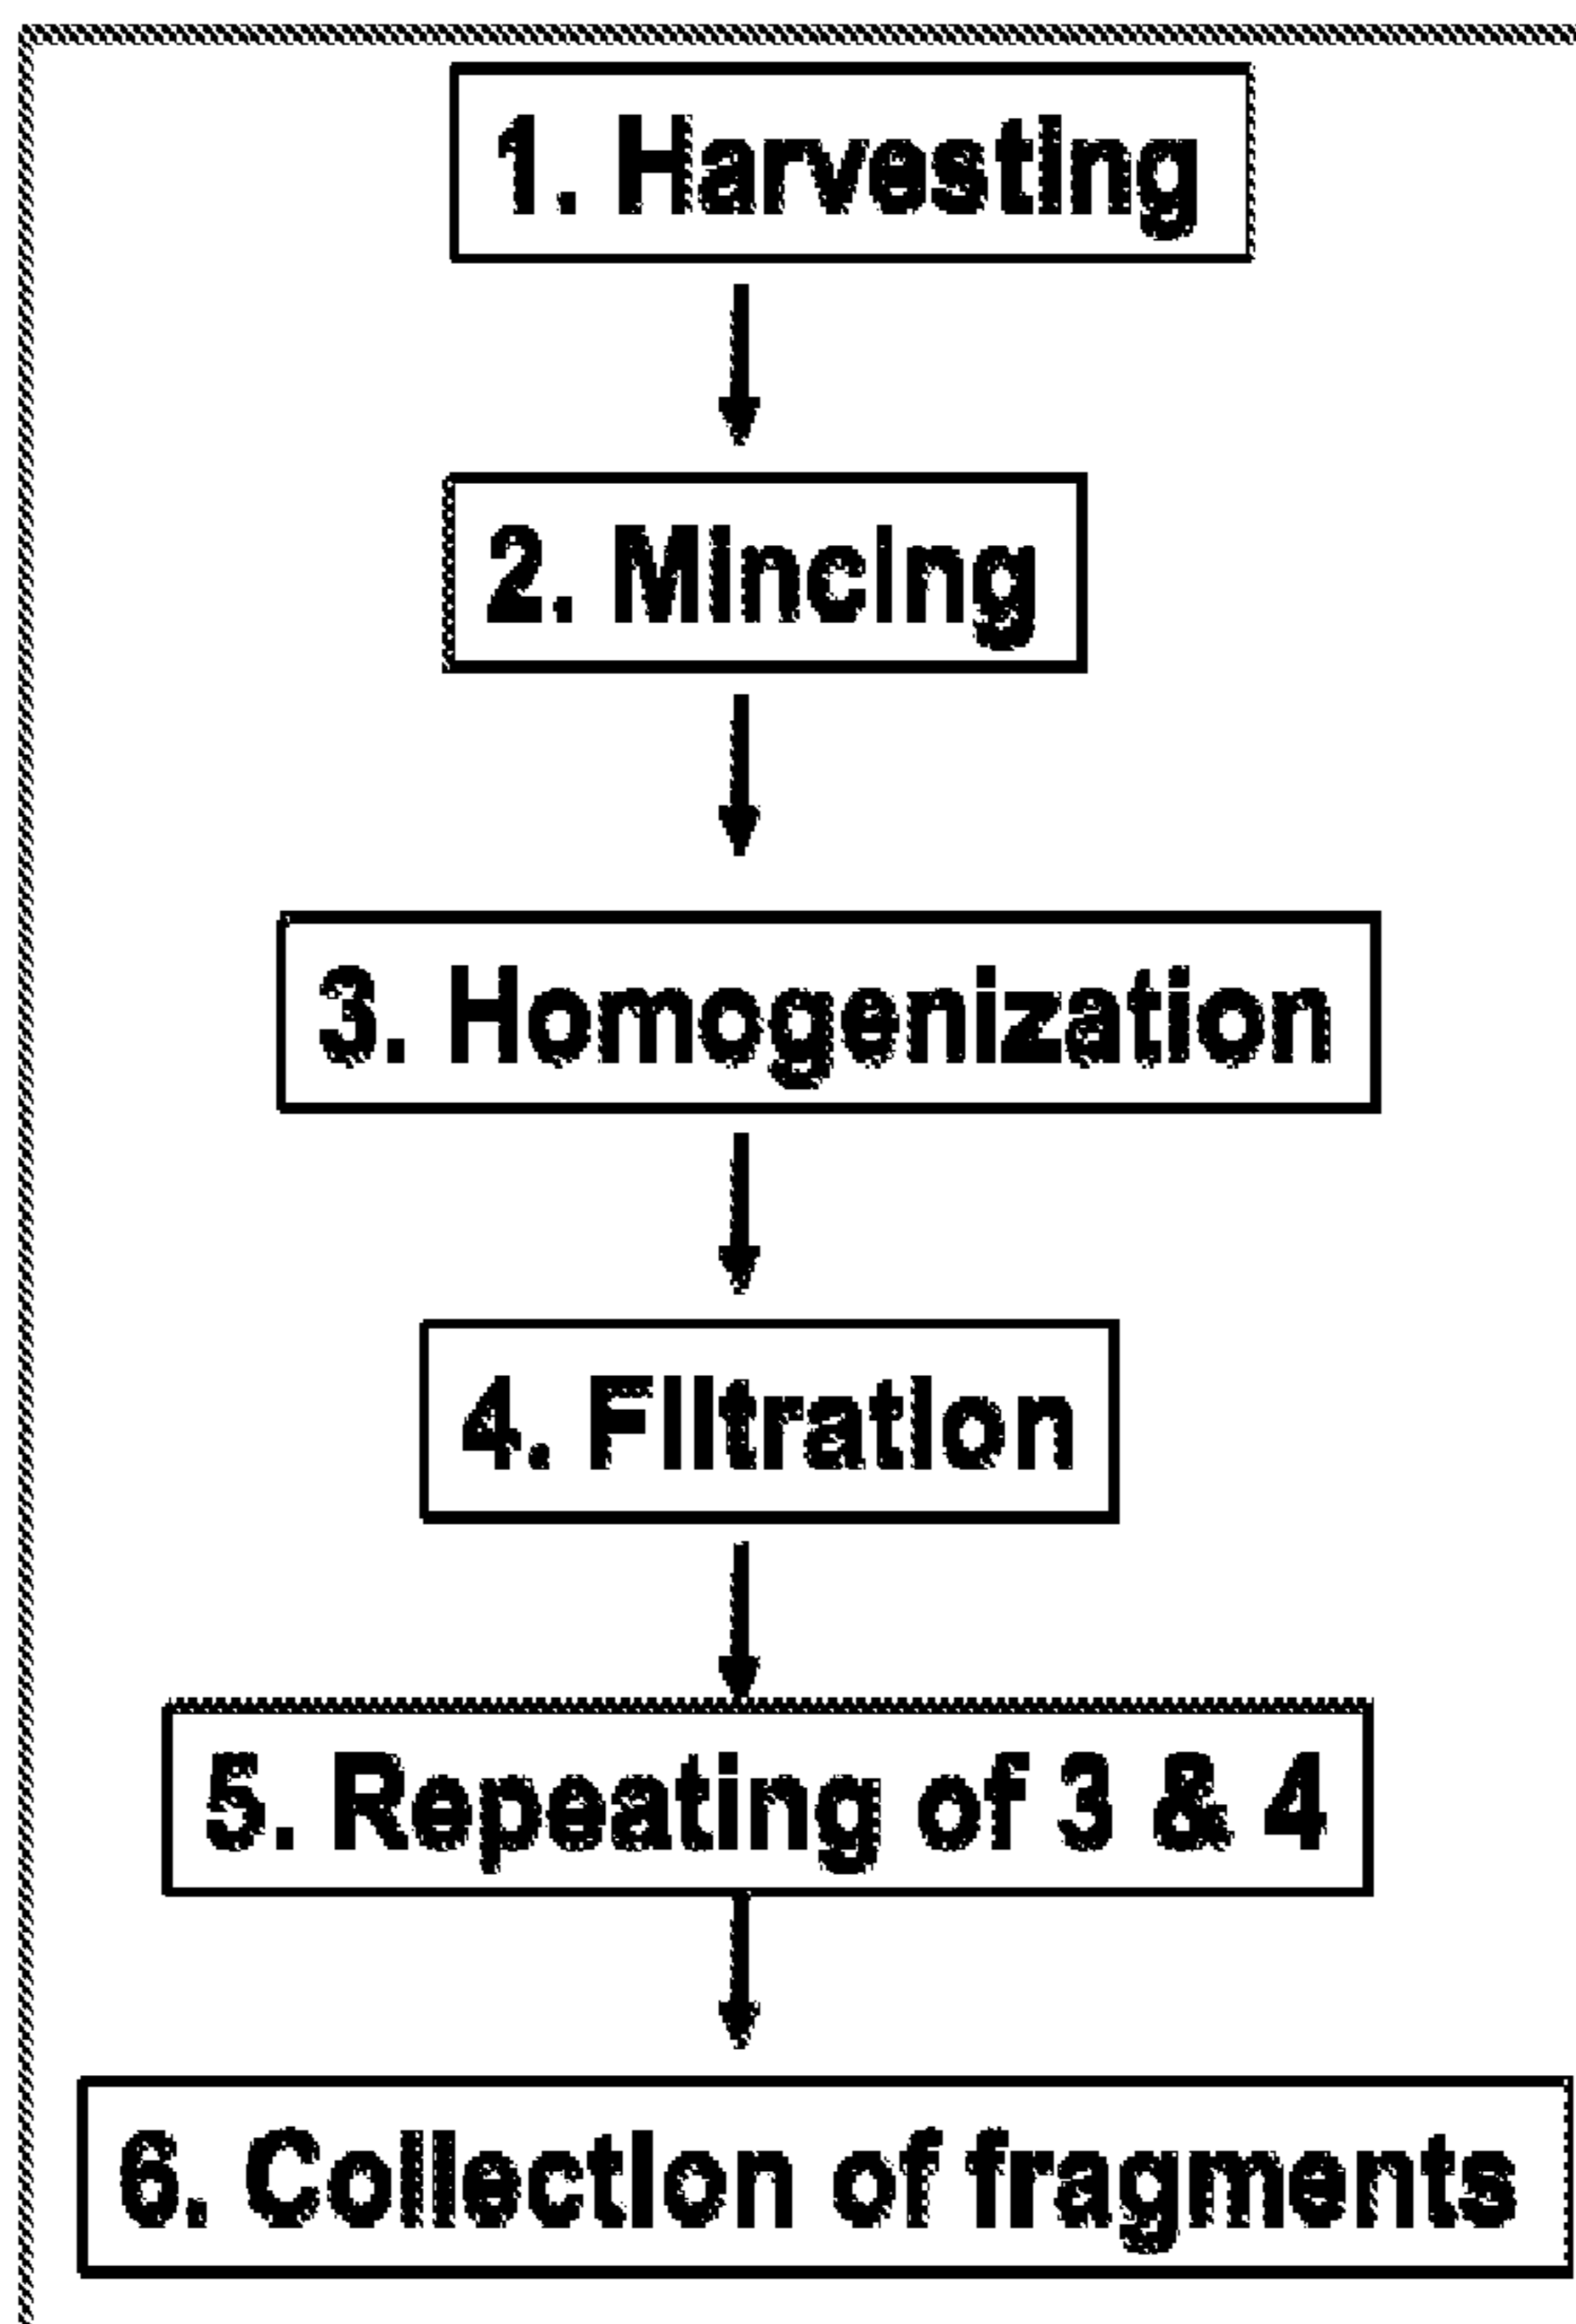 1. Harvesting
2. Mincing
3. Homogenization
4. Filtration
5. Repeating of 3 & 4
6. Collection of fragments